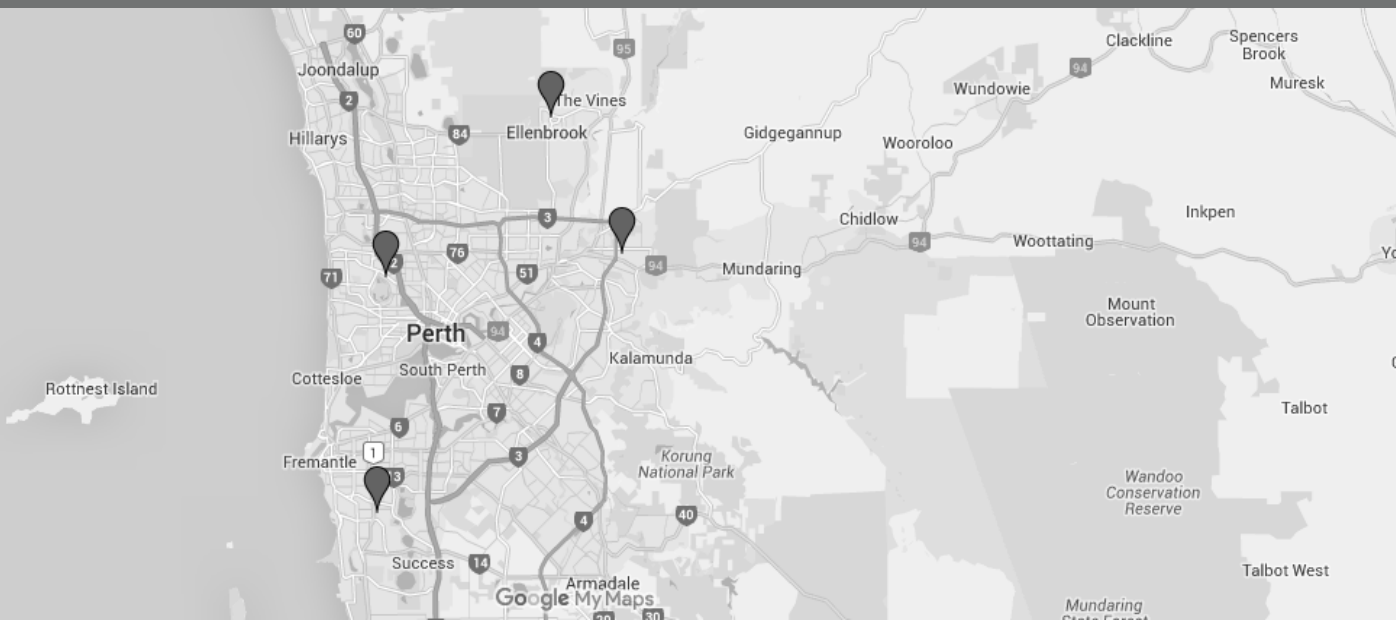 60
95
Clackline
Spencers
Brook
Joondalup
94
Muresk
2
The Vines
Wundowie
Hillarys
84
Ellenbrook
Gidgegannup
Wooroloo
3
Chidlow
Inkpen
76
94
Woottating
71
2
51
94
Mundaring
Mount
Observation
Perth
94
4
Kalamunda
Cottesloe
South Perth
8
Rottnest Island
7
Talbot
6
1
Fremantle
3
Korung
National Park
13
Wandoo
Conservation
Reserve
4
40
Success
14
Armadale
Talbot West
Google My Maps
30
Mundaring
State Forest